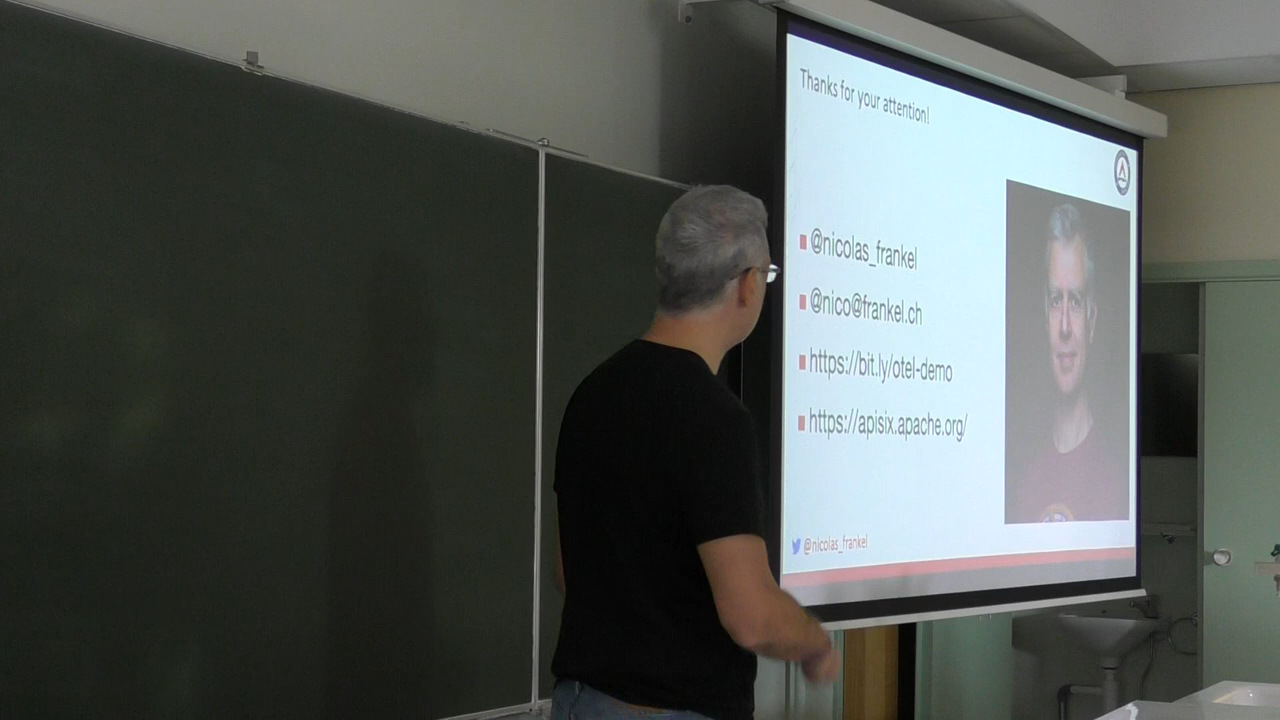 Thanks for your attention!
@nicolas_frankel
@nico@frankel.ch
https://bit.ly/otel-demo
https://apisix.apache.org/
@nicolas_frankel